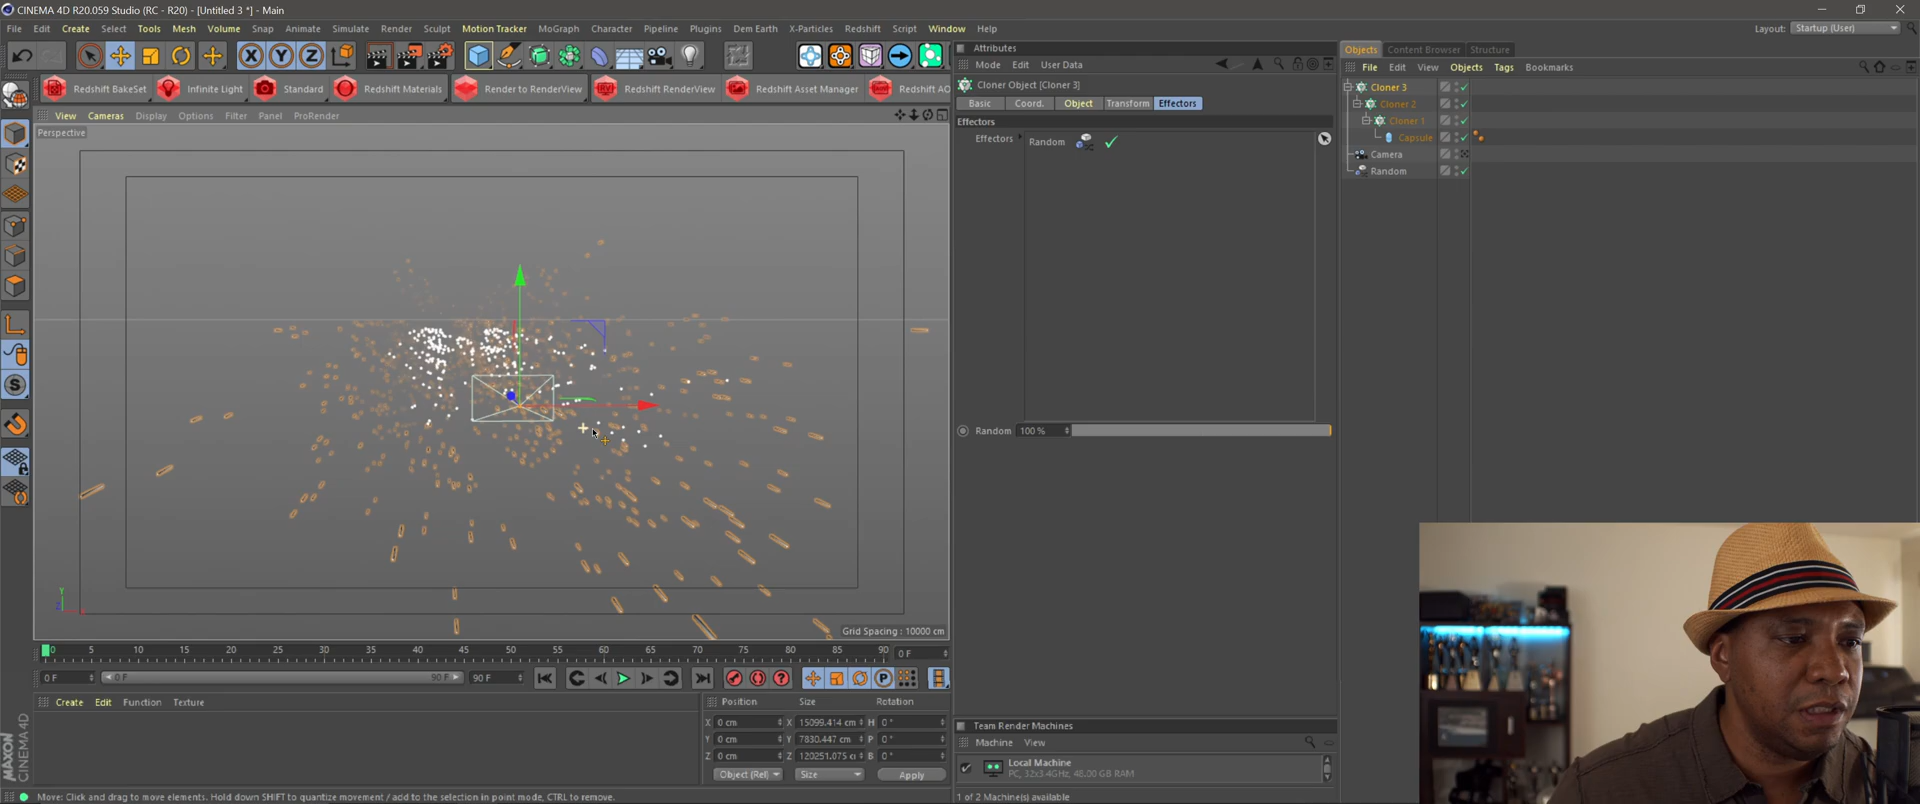 CINEMA 4D R20.059 Studio (RC - R20) - [Untitled 3 *] - Main
File Edit Create Select Tools Mesh Volume Snap Animate Simulate Render Sculpt Motion Tracker MoGraph Character Pipeline Plugins Dem Earth X-Particles Redshift Script Window Help
Layout: Startup (User)
Redshift BakeSet Infinite Light Standard Redshift Materials Render to RenderView Redshift RenderView Redshift Asset Manager Redshift AO
View Cameras Display Options Filter Panel ProRender
Perspective
Grid Spacing : 10000 cm
Y
0 5 10 15 20 25 30 35 40 45 50 55 60 65 70 75 80 85 90 0 F
0 F 0 F 90 F 90 F
Create Edit Function Texture
Position Size Rotation
X 0 cm X 15099.414 cm H 0 °
Y 0 cm Y 7830.447 cm P 0 °
Z 0 cm Z 120251.075 B 0 °
Object (Rel) Size Apply
MAXON CINEMA 4D
Move: Click and drag to move elements. Hold down SHIFT to quantize movement / add to the selection in point mode, CTRL to remove.
Attributes
Mode Edit User Data
Cloner Object [Cloner 3]
Basic Coord. Object Transform Effectors
Effectors
Effectors Random
Random 100 %
Team Render Machines
Machine View
Local Machine
PC, 32x3.4GHz, 48.00 GB RAM
1 of 2 Machine(s) available
Objects Content Browser Structure
File Edit View Objects Tags Bookmarks
Cloner 3
Cloner 2
Cloner 1
Capsule
Camera
Random